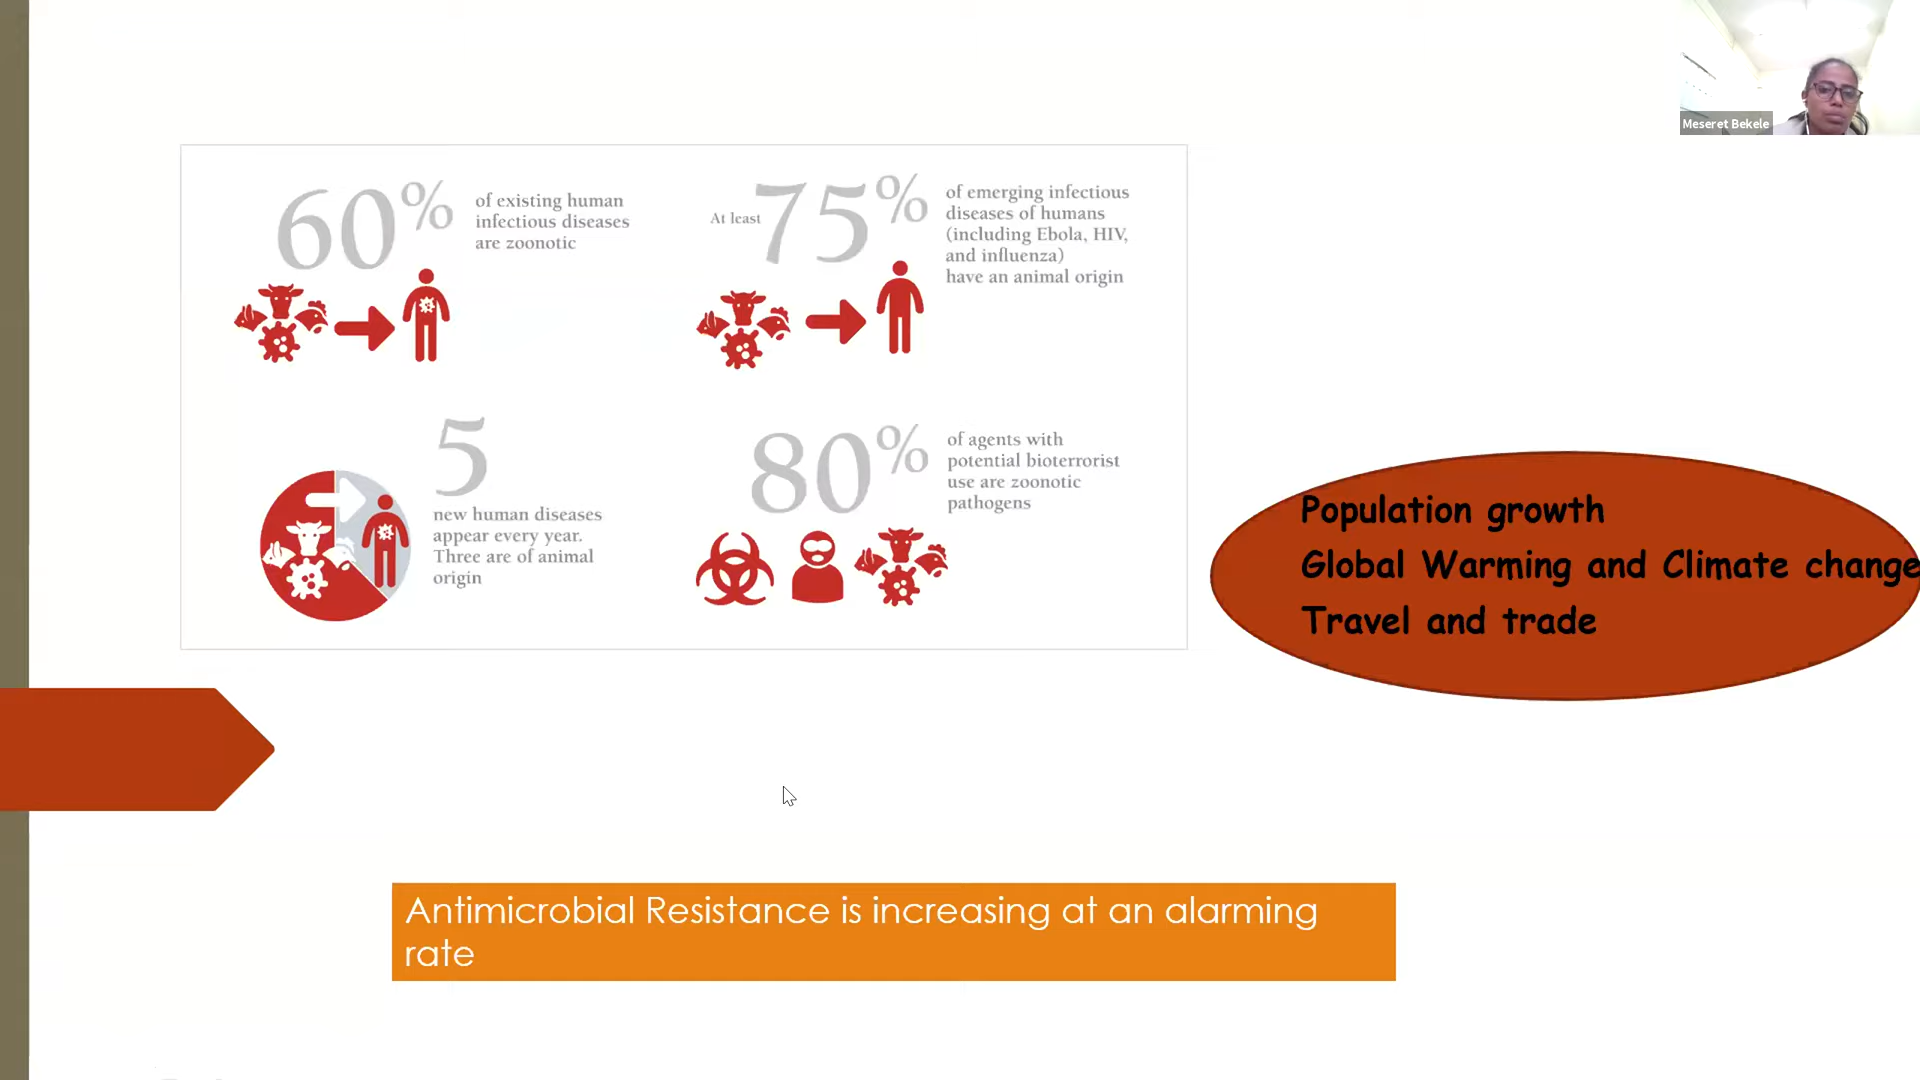 Meseret Bekele
60%
of existing human
infectious diseases
are zoonotic
At least 75%
of emerging infectious
diseases of humans
(including Ebola, HIV,
and influenza)
have an animal origin
5
new human diseases
appear every year.
Three are of animal
origin
80%
of agents with
potential bioterrorist
use are zoonotic
pathogens
Population growth
Global Warming and Climate change
Travel and trade
Antimicrobial Resistance is increasing at an alarming
rate